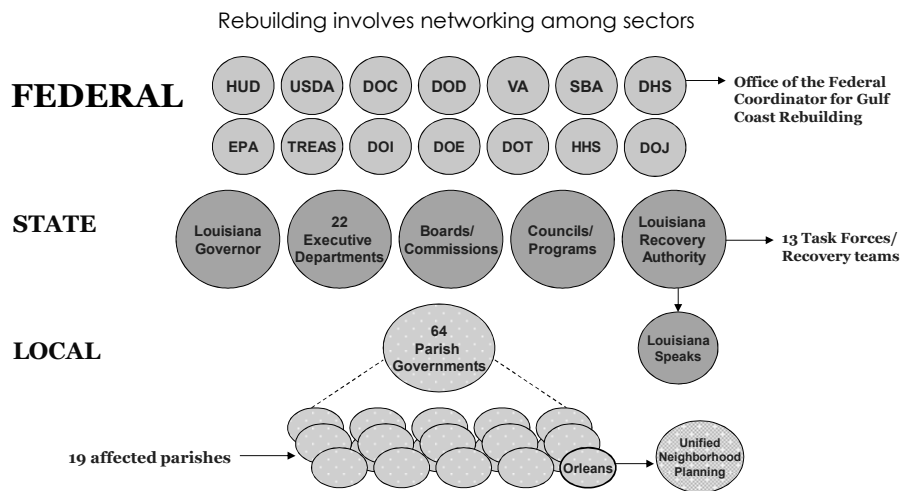 Rebuilding involves networking among sectors
FEDERAL
HUD
USDA
DOC
DOD
VA
SBA
DHS
Office of the Federal
Coordinator for Gulf
Coast Rebuilding
EPA
TREAS
DOI
DOE
DOT
HHS
DOJ
STATE
Louisiana
Governor
22
Executive
Departments
Boards/
Commissions
Councils/
Programs
Louisiana
Recovery
Authority
13 Task Forces/
Recovery teams
LOCAL
64
Parish
Governments
Louisiana
Speaks
19 affected parishes
Orleans
Unified
Neighborhood
Planning